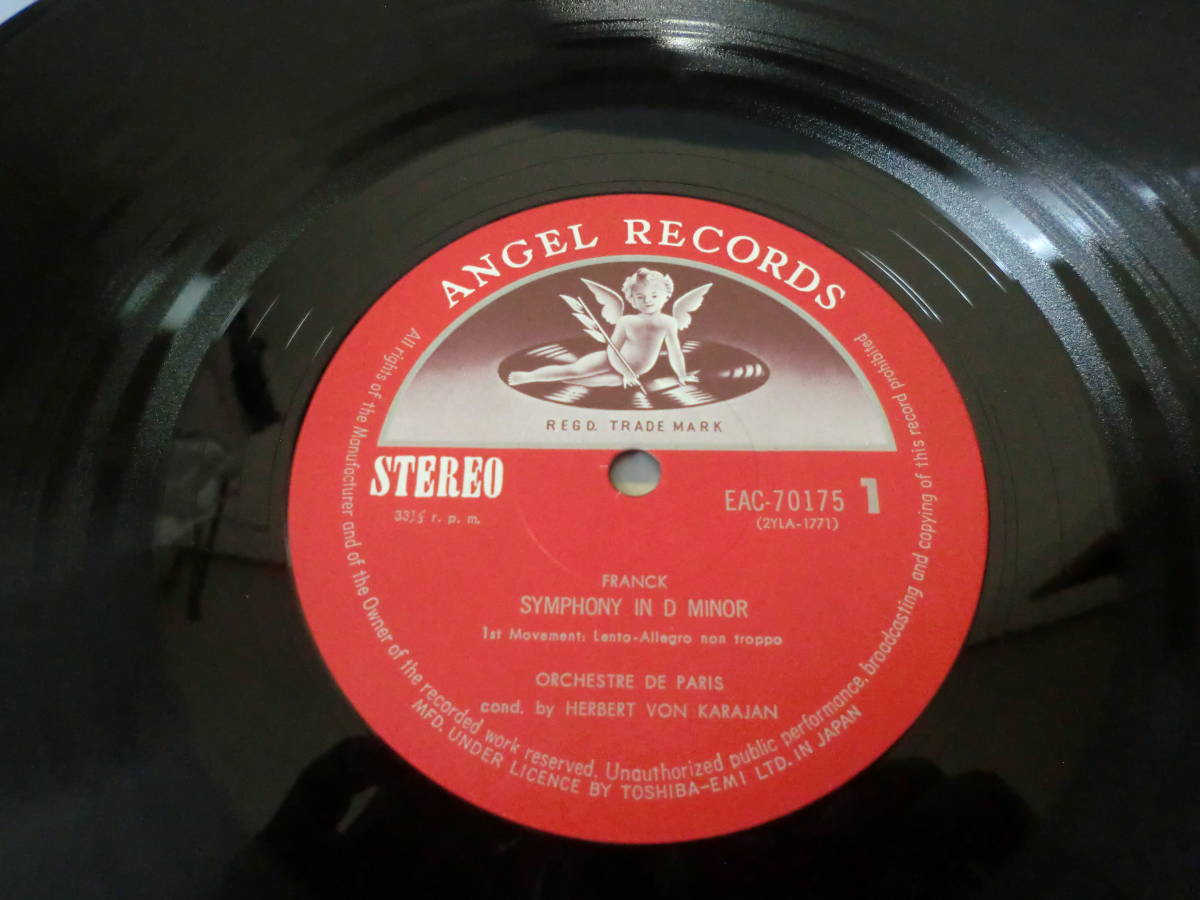 ANGEL RECORDS
REGD. TRADE MARK
STEREO
33⅓ r. p. m.
EAC-70175 1
(2YLA-1771)
FRANCK
SYMPHONY IN D MINOR
1st Movement: Lento-Allegro non troppo
ORCHESTRE DE PARIS
cond. by HERBERT VON KARAJAN
All rights of the Manufacturer and of the Owner of the recorded work reserved. Unauthorized public performance, broadcasting and copying of this record prohibited
MFD. UNDER LICENCE BY TOSHIBA-EMI LTD. IN JAPAN